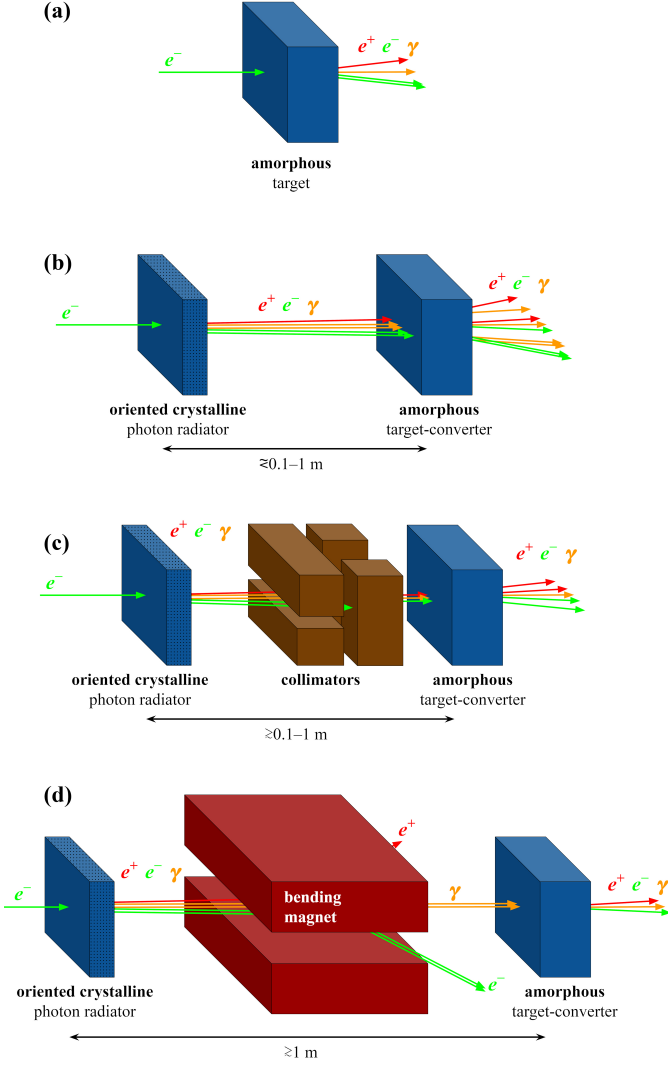 (a)
e⁺ e⁻ γ
e⁻
amorphous
target
(b)
e⁺ e⁻ γ
e⁺ e⁻ γ
e⁻
oriented crystalline
photon radiator
amorphous
target-converter
≷0.1–1 m
(c)
e⁺ e⁻ γ
e⁺ e⁻ γ
e⁻
oriented crystalline
photon radiator
collimators
amorphous
target-converter
≳0.1–1 m
(d)
e⁺
e⁺ e⁻ γ
e⁻
bending
magnet
γ
e⁺ e⁻ γ
e⁻
oriented crystalline
photon radiator
amorphous
target-converter
≳1 m